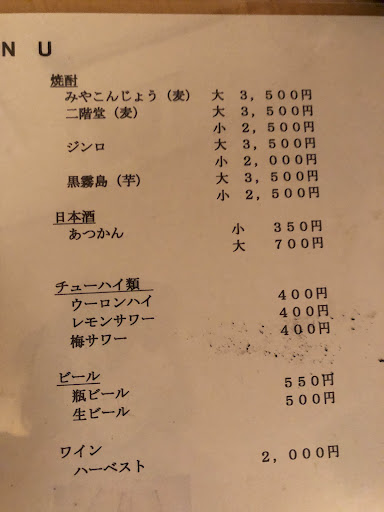 NU
焼酎
みやこんじょう（麦） 大 3,500円
二階堂（麦） 大 3,500円
小 2,500円
ジンロ 大 3,500円
小 2,000円
黒霧島（芋） 大 3,500円
小 2,500円
日本酒
あつかん 小 350円
大 700円
チューハイ類
ウーロンハイ 400円
レモンサワー 400円
梅サワー 400円
ビール
瓶ビール 550円
生ビール 500円
ワイン
ハーベスト 2,000円